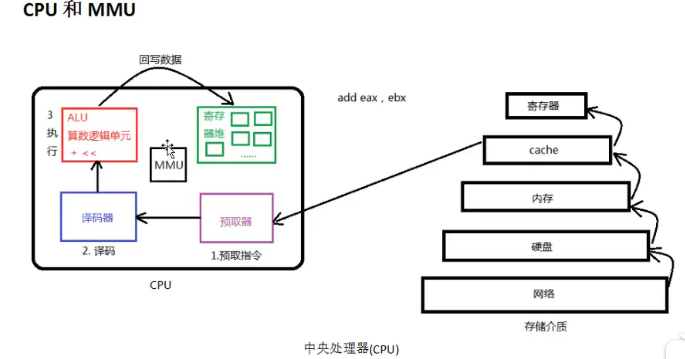 CPU 和 MMU
回写数据
3
执
行
ALU
算数逻辑单元
+ <<
寄存
器堆
......
MMU
译码器
2. 译码
预取器
1.预取指令
CPU
add eax , ebx
寄存器
cache
内存
硬盘
网络
存储介质
中央处理器(CPU)